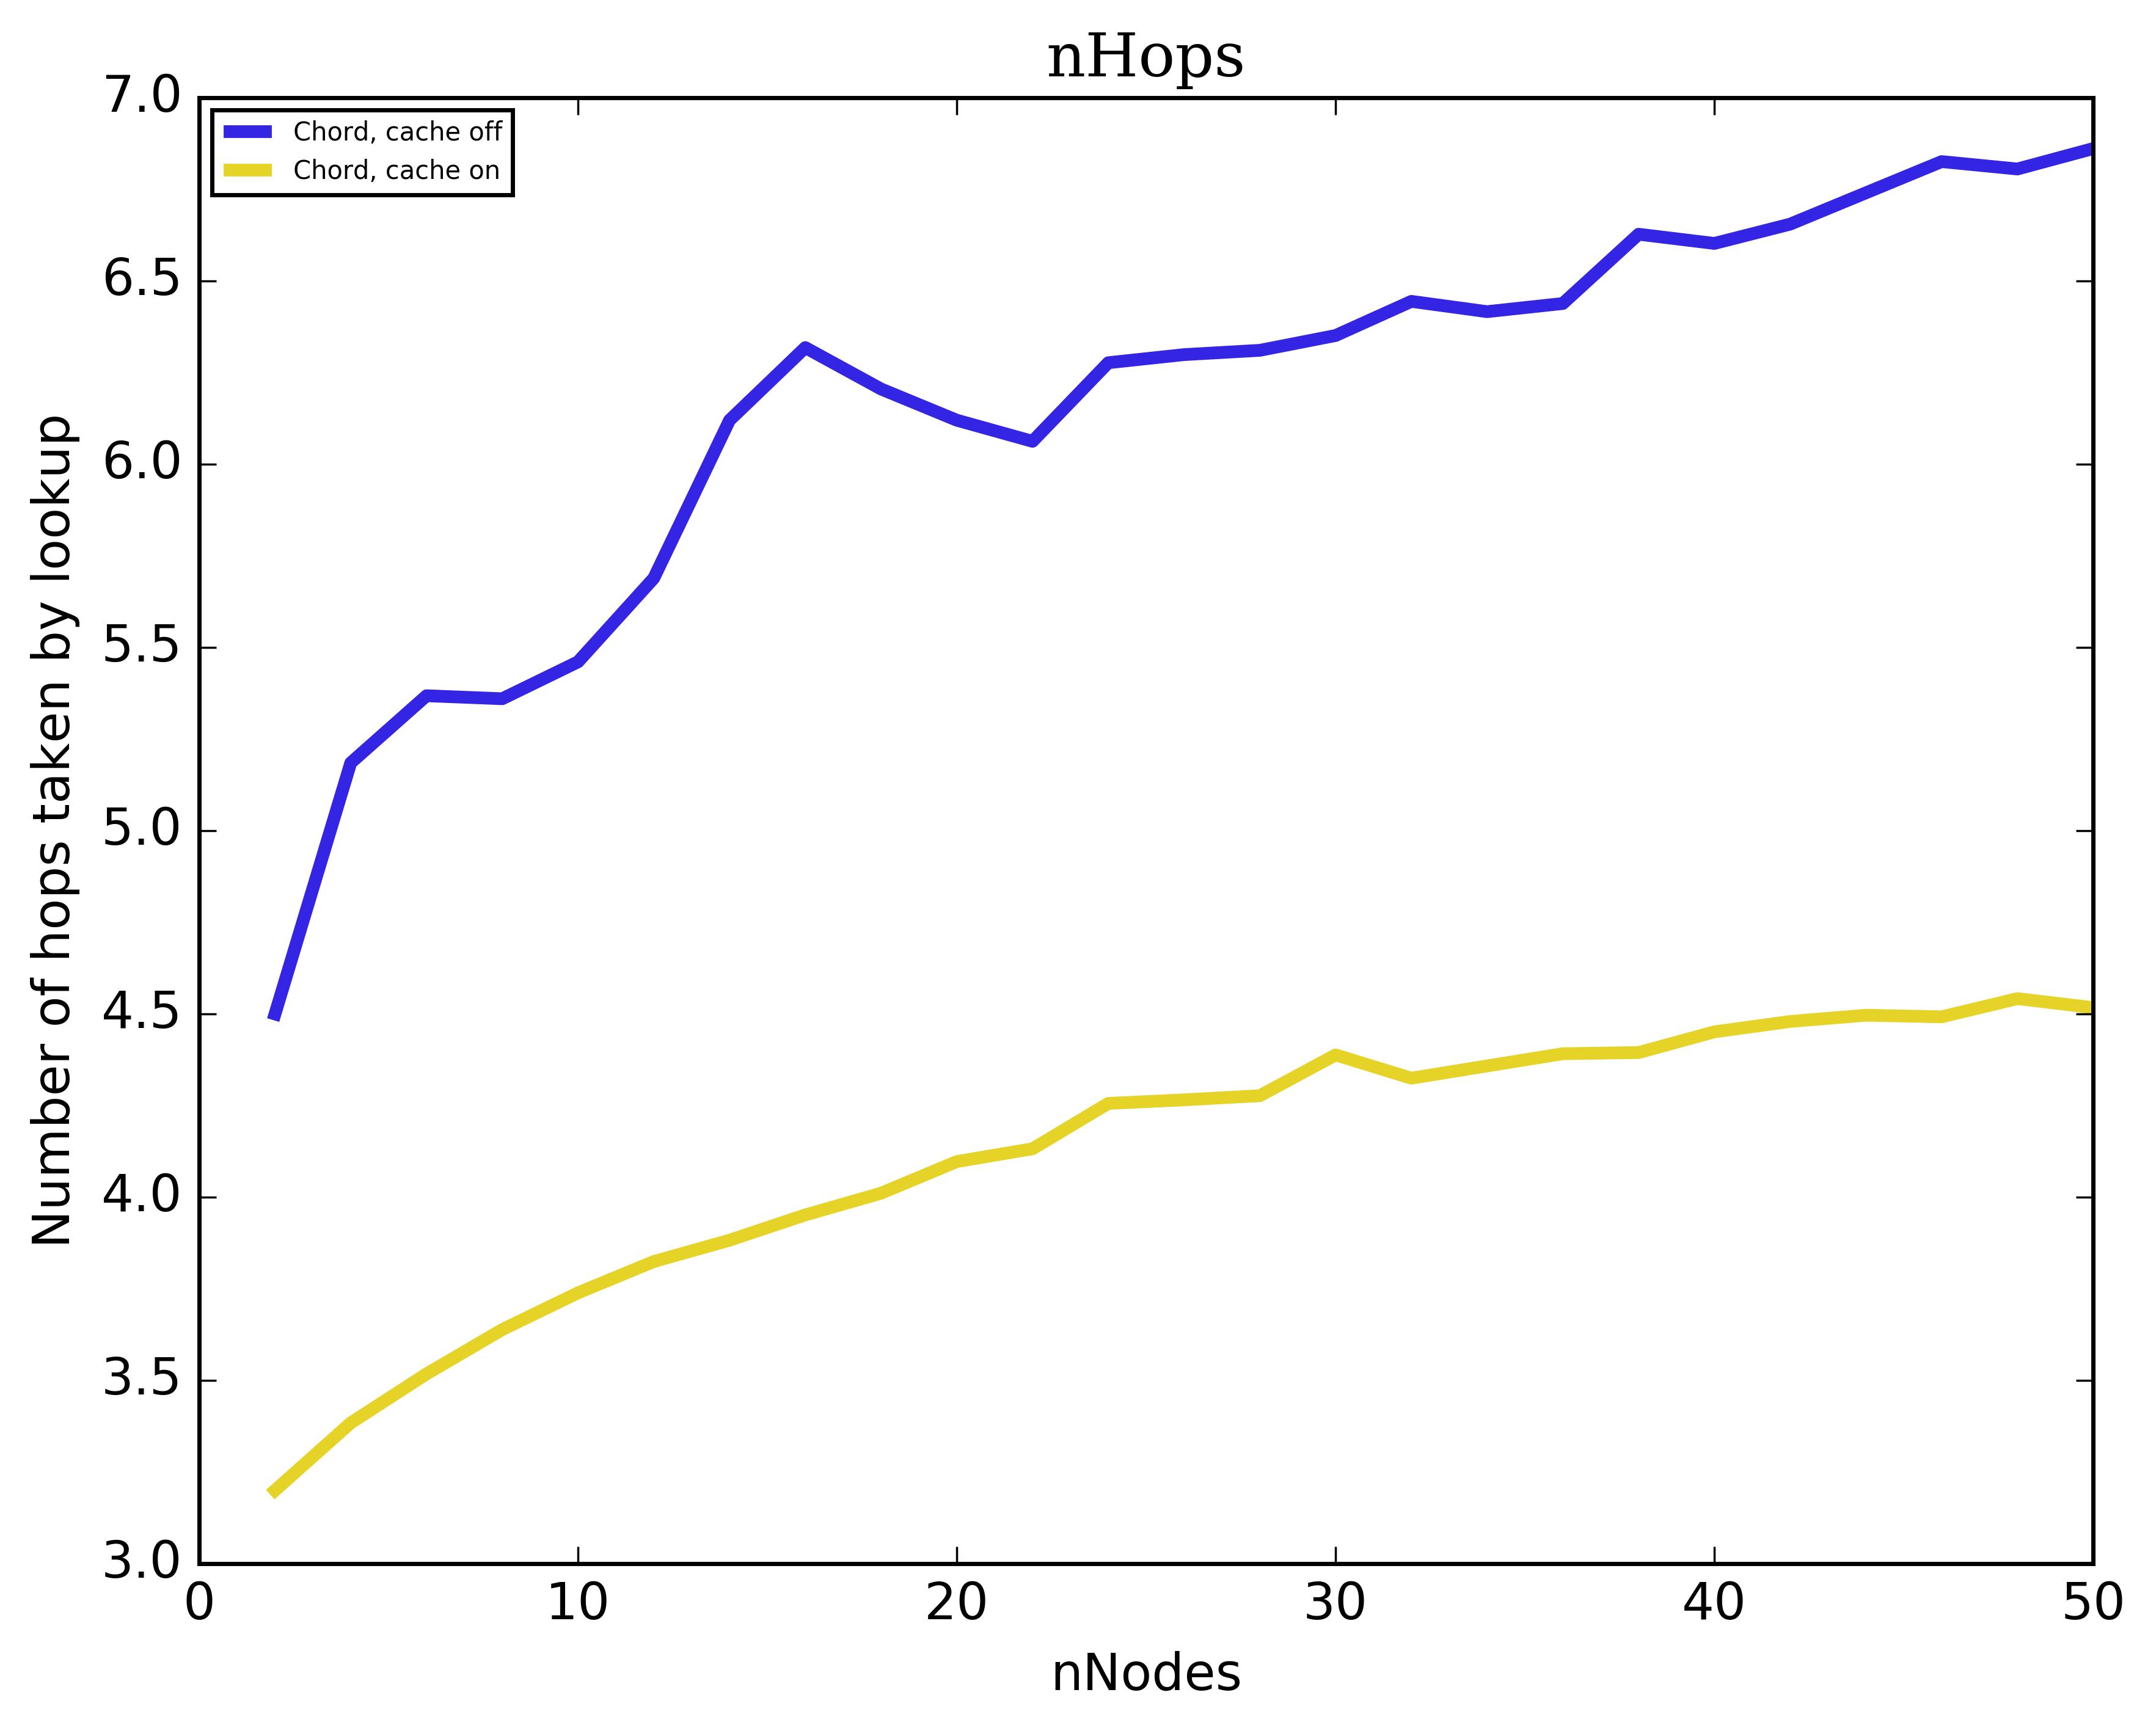 nHops
Chord, cache off
Chord, cache on
Number of hops taken by lookup
7.0
6.5
6.0
5.5
5.0
4.5
4.0
3.5
3.0
0 10 20 30 40 50
nNodes